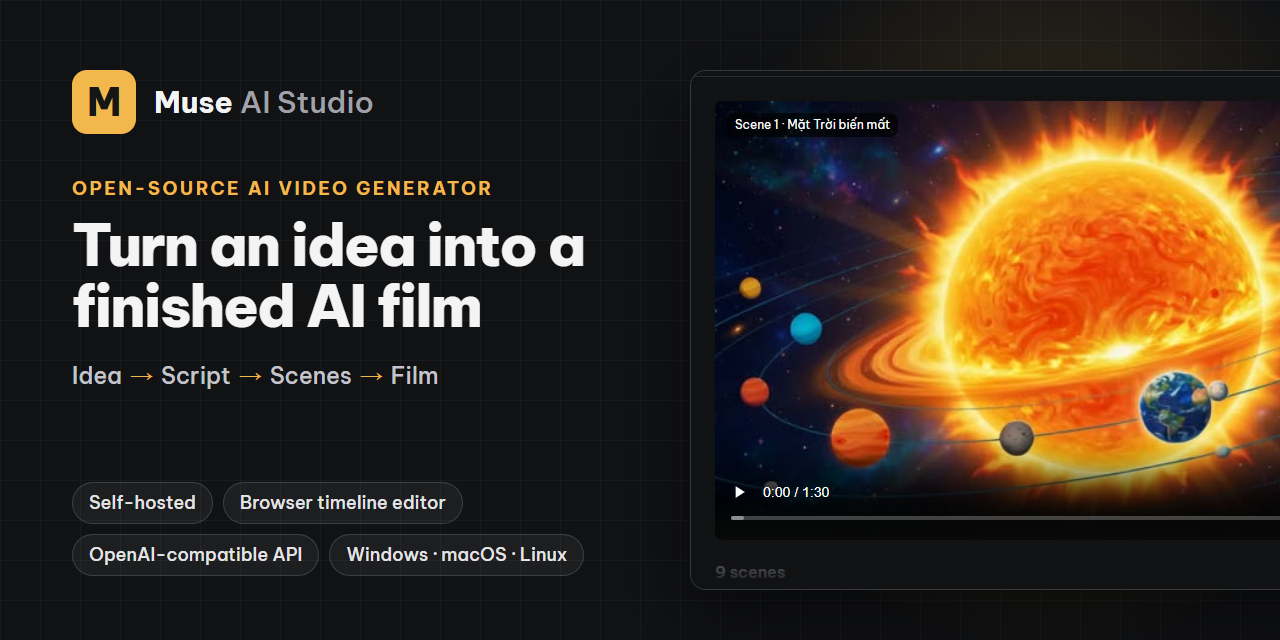 M
Muse AI Studio
OPEN-SOURCE AI VIDEO GENERATOR
Turn an idea into a
finished AI film
Idea → Script → Scenes → Film
Self-hosted
Browser timeline editor
OpenAI-compatible API
Windows · macOS · Linux
Scene 1 · Mặt Trời biến mất
0:00 / 1:30
9 scenes